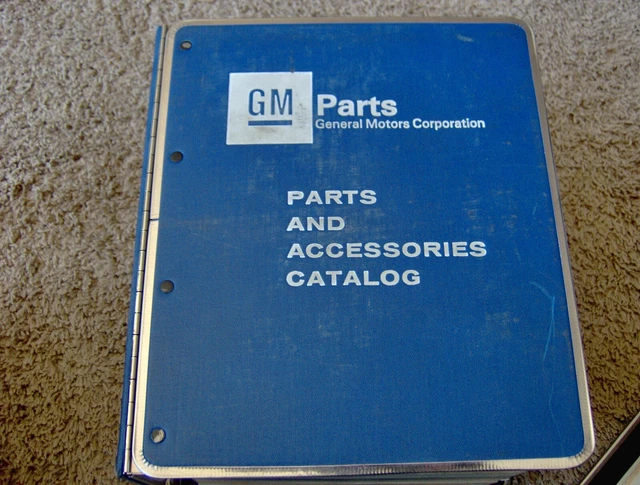 GM Parts
General Motors Corporation
PARTS
AND
ACCESSORIES
CATALOG